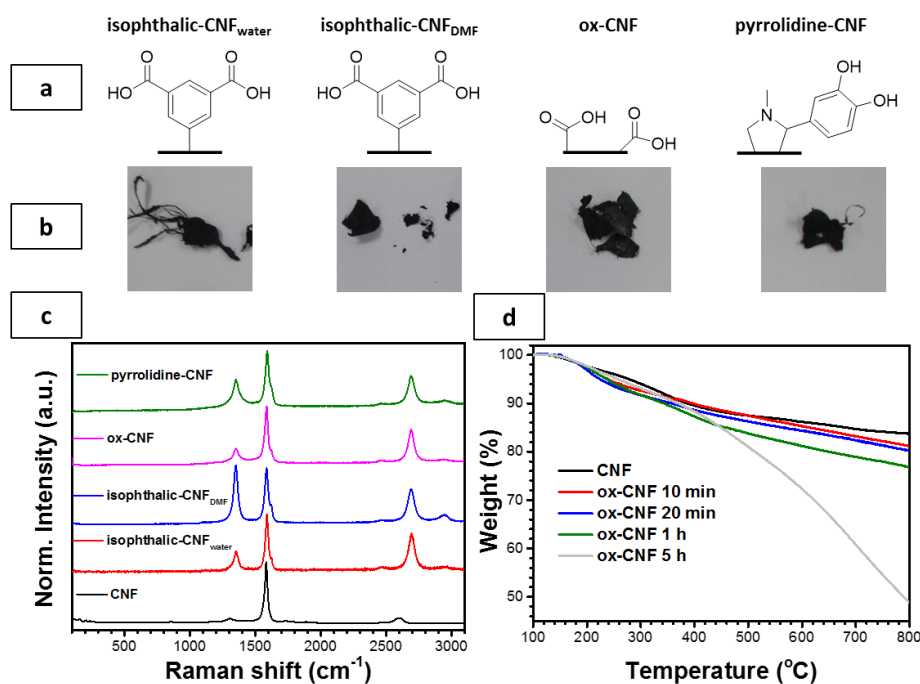 isophthalic-CNFwater
isophthalic-CNFDMF
ox-CNF
pyrrolidine-CNF
a
O
O
HO
OH
O
O
HO
OH
O
OH
O
OH
N
OH
OH
b
c
Norm. Intensity (a.u.)
pyrrolidine-CNF
ox-CNF
isophthalic-CNFDMF
isophthalic-CNFwater
CNF
500 1000 1500 2000 2500 3000
Raman shift (cm-1)
d
Weight (%)
100
90
80
70
60
50
CNF
ox-CNF 10 min
ox-CNF 20 min
ox-CNF 1 h
ox-CNF 5 h
100 200 300 400 500 600 700 800
Temperature (oC)